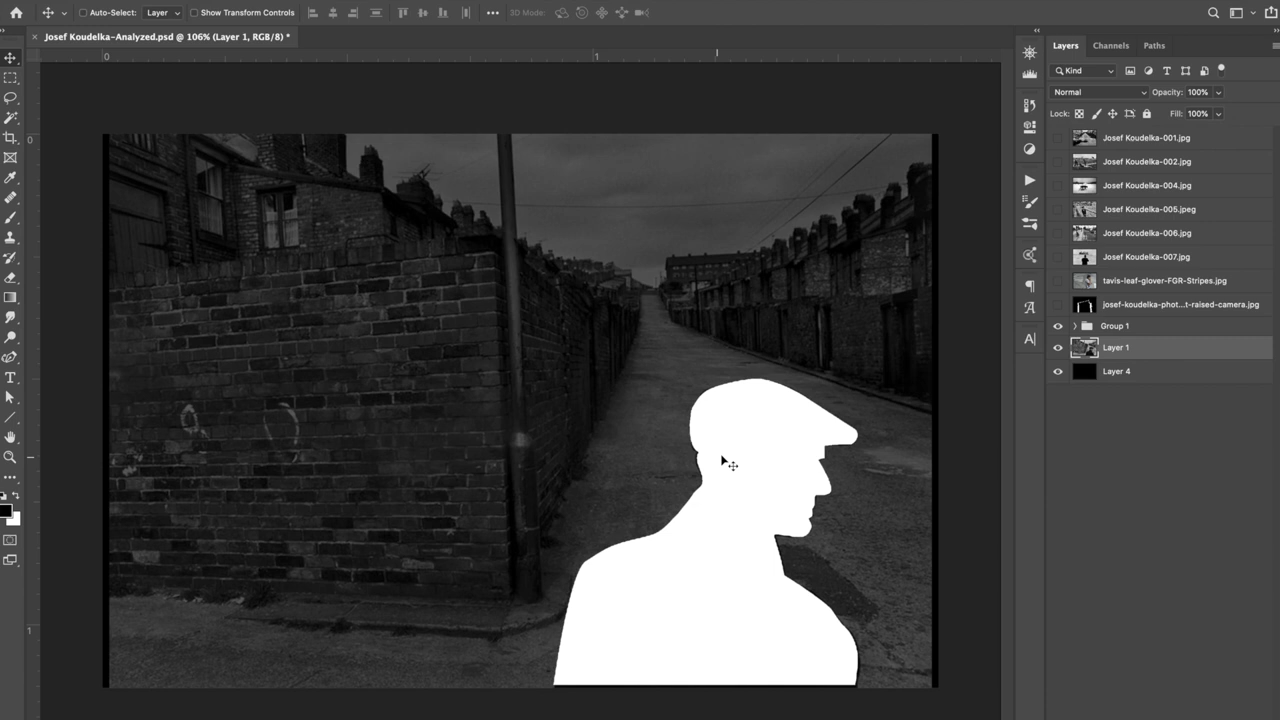 Auto-Select: Layer Show Transform Controls 3D Mode:
Josef Koudelka-Analyzed.psd @ 106% (Layer 1, RGB/8) *
0 1
0
1
Layers Channels Paths
Kind
Normal Opacity: 100%
Lock: Fill: 100%
Josef Koudelka-001.jpg
Josef Koudelka-002.jpg
Josef Koudelka-004.jpg
Josef Koudelka-005.jpeg
Josef Koudelka-006.jpg
Josef Koudelka-007.jpg
tavis-leaf-glover-FGR-Stripes.jpg
josef-koudelka-phot...t-raised-camera.jpg
Group 1
Layer 1
Layer 4